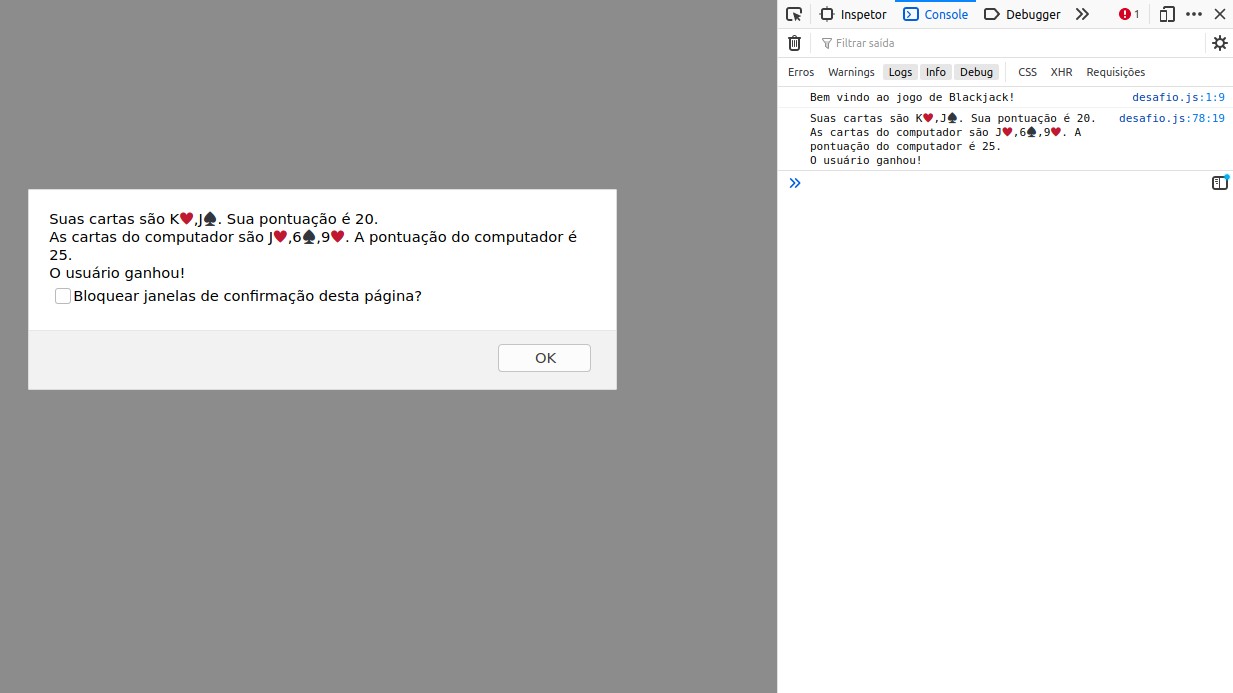 Inspetor Console Debugger 1
Filtrar saída
Erros Warnings Logs Info Debug CSS XHR Requisições
Bem vindo ao jogo de Blackjack! desafio.js:1:9
Suas cartas são K♥,J♠. Sua pontuação é 20. desafio.js:78:19
As cartas do computador são J♥,6♠,9♥. A
pontuação do computador é 25.
O usuário ganhou!
Suas cartas são K♥,J♠. Sua pontuação é 20.
As cartas do computador são J♥,6♠,9♥. A pontuação do computador é
25.
O usuário ganhou!
Bloquear janelas de confirmação desta página?
OK